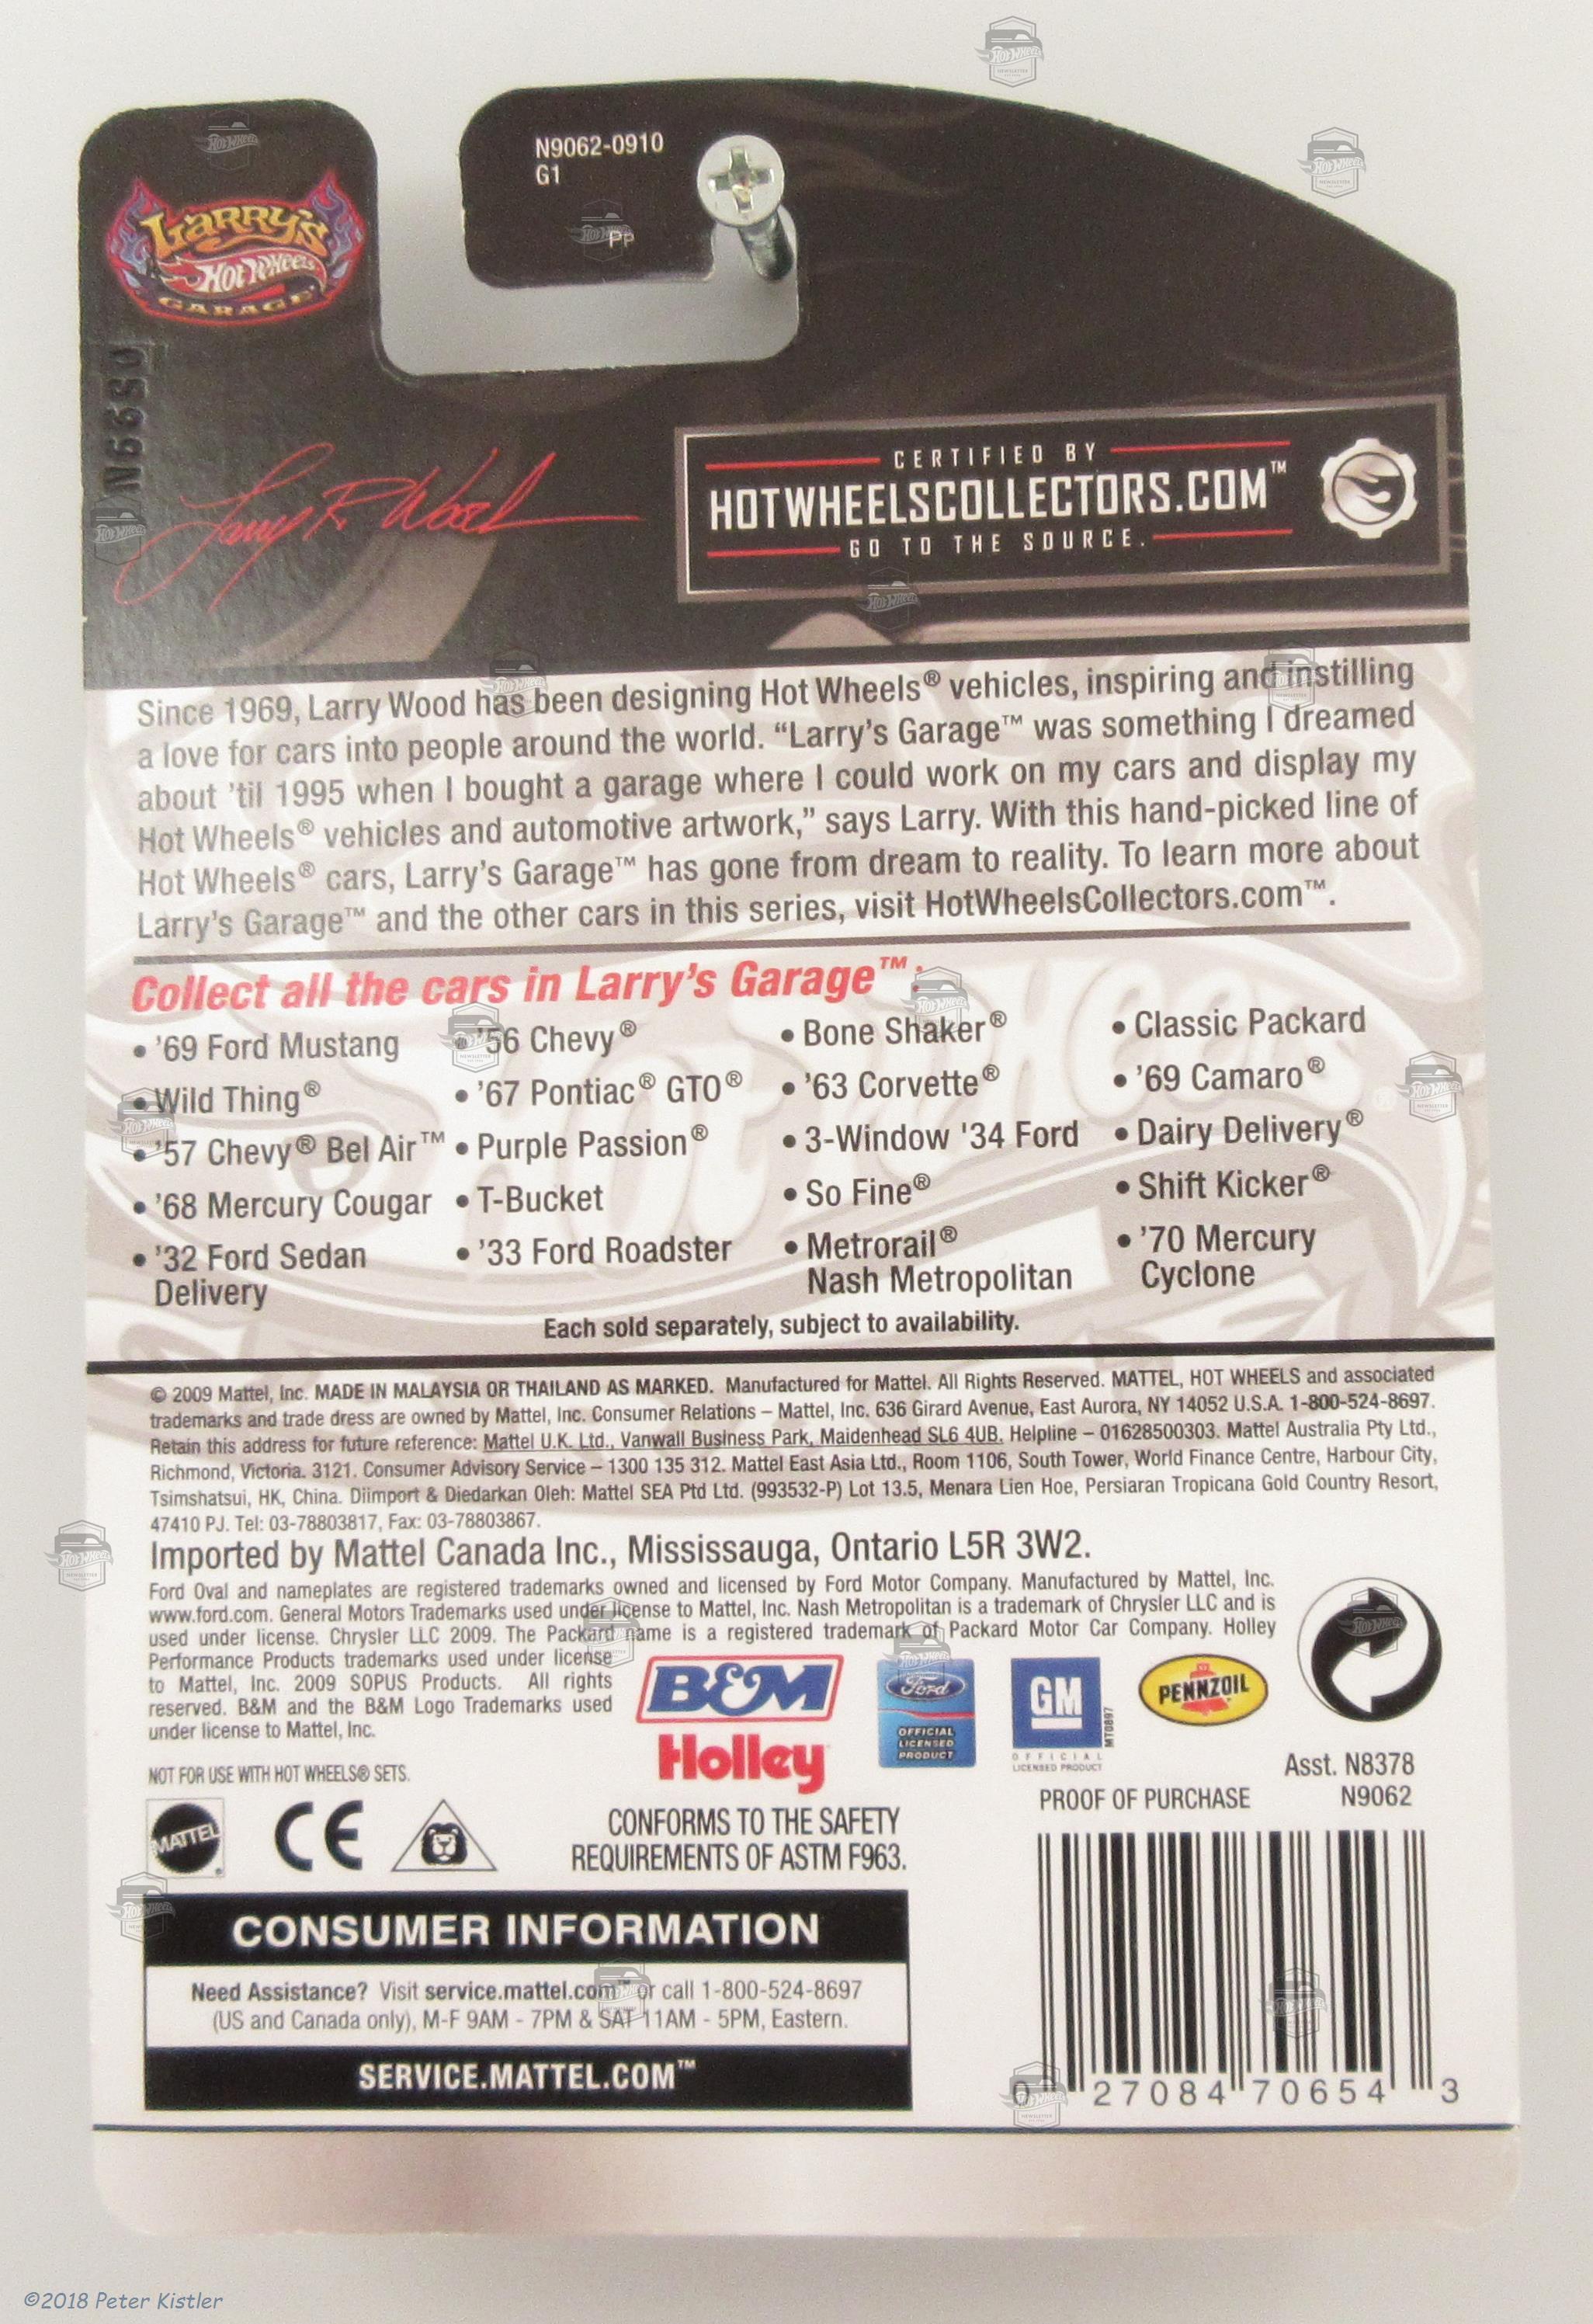 N9062-0910
G1
PP
LARRY'S
Hot Wheels
GARAGE
Larry R. Wood
CERTIFIED BY
HOTWHEELSCOLLECTORS.COM™
GO TO THE SOURCE.
Since 1969, Larry Wood has been designing Hot Wheels® vehicles, inspiring and instilling
a love for cars into people around the world. “Larry’s Garage™ was something I dreamed
about ’til 1995 when I bought a garage where I could work on my cars and display my
Hot Wheels® vehicles and automotive artwork,” says Larry. With this hand-picked line of
Hot Wheels® cars, Larry’s Garage™ has gone from dream to reality. To learn more about
Larry’s Garage™ and the other cars in this series, visit HotWheelsCollectors.com™.
Collect all the cars in Larry’s Garage™:
• ’69 Ford Mustang
• Wild Thing®
• ’57 Chevy® Bel Air™
• ’68 Mercury Cougar
• ’32 Ford Sedan
Delivery
• ’56 Chevy®
• ’67 Pontiac® GTO®
• Purple Passion®
• T-Bucket
• ’33 Ford Roadster
• Bone Shaker®
• ’63 Corvette®
• 3-Window '34 Ford
• So Fine®
• Metrorail®
Nash Metropolitan
• Classic Packard
• ’69 Camaro®
• Dairy Delivery®
• Shift Kicker®
• ’70 Mercury
Cyclone
Each sold separately, subject to availability.
© 2009 Mattel, Inc. MADE IN MALAYSIA OR THAILAND AS MARKED. Manufactured for Mattel. All Rights Reserved. MATTEL, HOT WHEELS and associated
trademarks and trade dress are owned by Mattel, Inc. Consumer Relations – Mattel, Inc. 636 Girard Avenue, East Aurora, NY 14052 U.S.A. 1-800-524-8697.
Retain this address for future reference: Mattel U.K. Ltd., Vanwall Business Park, Maidenhead SL6 4UB. Helpline – 01628500303. Mattel Australia Pty Ltd.,
Richmond, Victoria. 3121. Consumer Advisory Service – 1300 135 312. Mattel East Asia Ltd., Room 1106, South Tower, World Finance Centre, Harbour City,
Tsimshatsui, HK, China. Diimport & Diedarkan Oleh: Mattel SEA Ptd Ltd. (993532-P) Lot 13.5, Menara Lien Hoe, Persiaran Tropicana Gold Country Resort,
47410 PJ. Tel: 03-78803817, Fax: 03-78803867.
Imported by Mattel Canada Inc., Mississauga, Ontario L5R 3W2.
Ford Oval and nameplates are registered trademarks owned and licensed by Ford Motor Company. Manufactured by Mattel, Inc.
www.ford.com. General Motors Trademarks used under license to Mattel, Inc. Nash Metropolitan is a trademark of Chrysler LLC and is
used under license. Chrysler LLC 2009. The Packard name is a registered trademark of Packard Motor Car Company. Holley
Performance Products trademarks used under license
to Mattel, Inc. 2009 SOPUS Products. All rights
reserved. B&M and the B&M Logo Trademarks used
under license to Mattel, Inc.
B&M
Holley
Ford
OFFICIAL
LICENSED
PRODUCT
GM
MT0897
OFFICIAL
LICENSED PRODUCT
PENNZOIL
NOT FOR USE WITH HOT WHEELS® SETS.
MATTEL
CE
CONFORMS TO THE SAFETY
REQUIREMENTS OF ASTM F963.
Asst. N8378
PROOF OF PURCHASE N9062
CONSUMER INFORMATION
Need Assistance? Visit service.mattel.com™ or call 1-800-524-8697
(US and Canada only), M-F 9AM - 7PM & SAT 11AM - 5PM, Eastern.
SERVICE.MATTEL.COM™
0 27084 70654 3
©2018 Peter Kistler